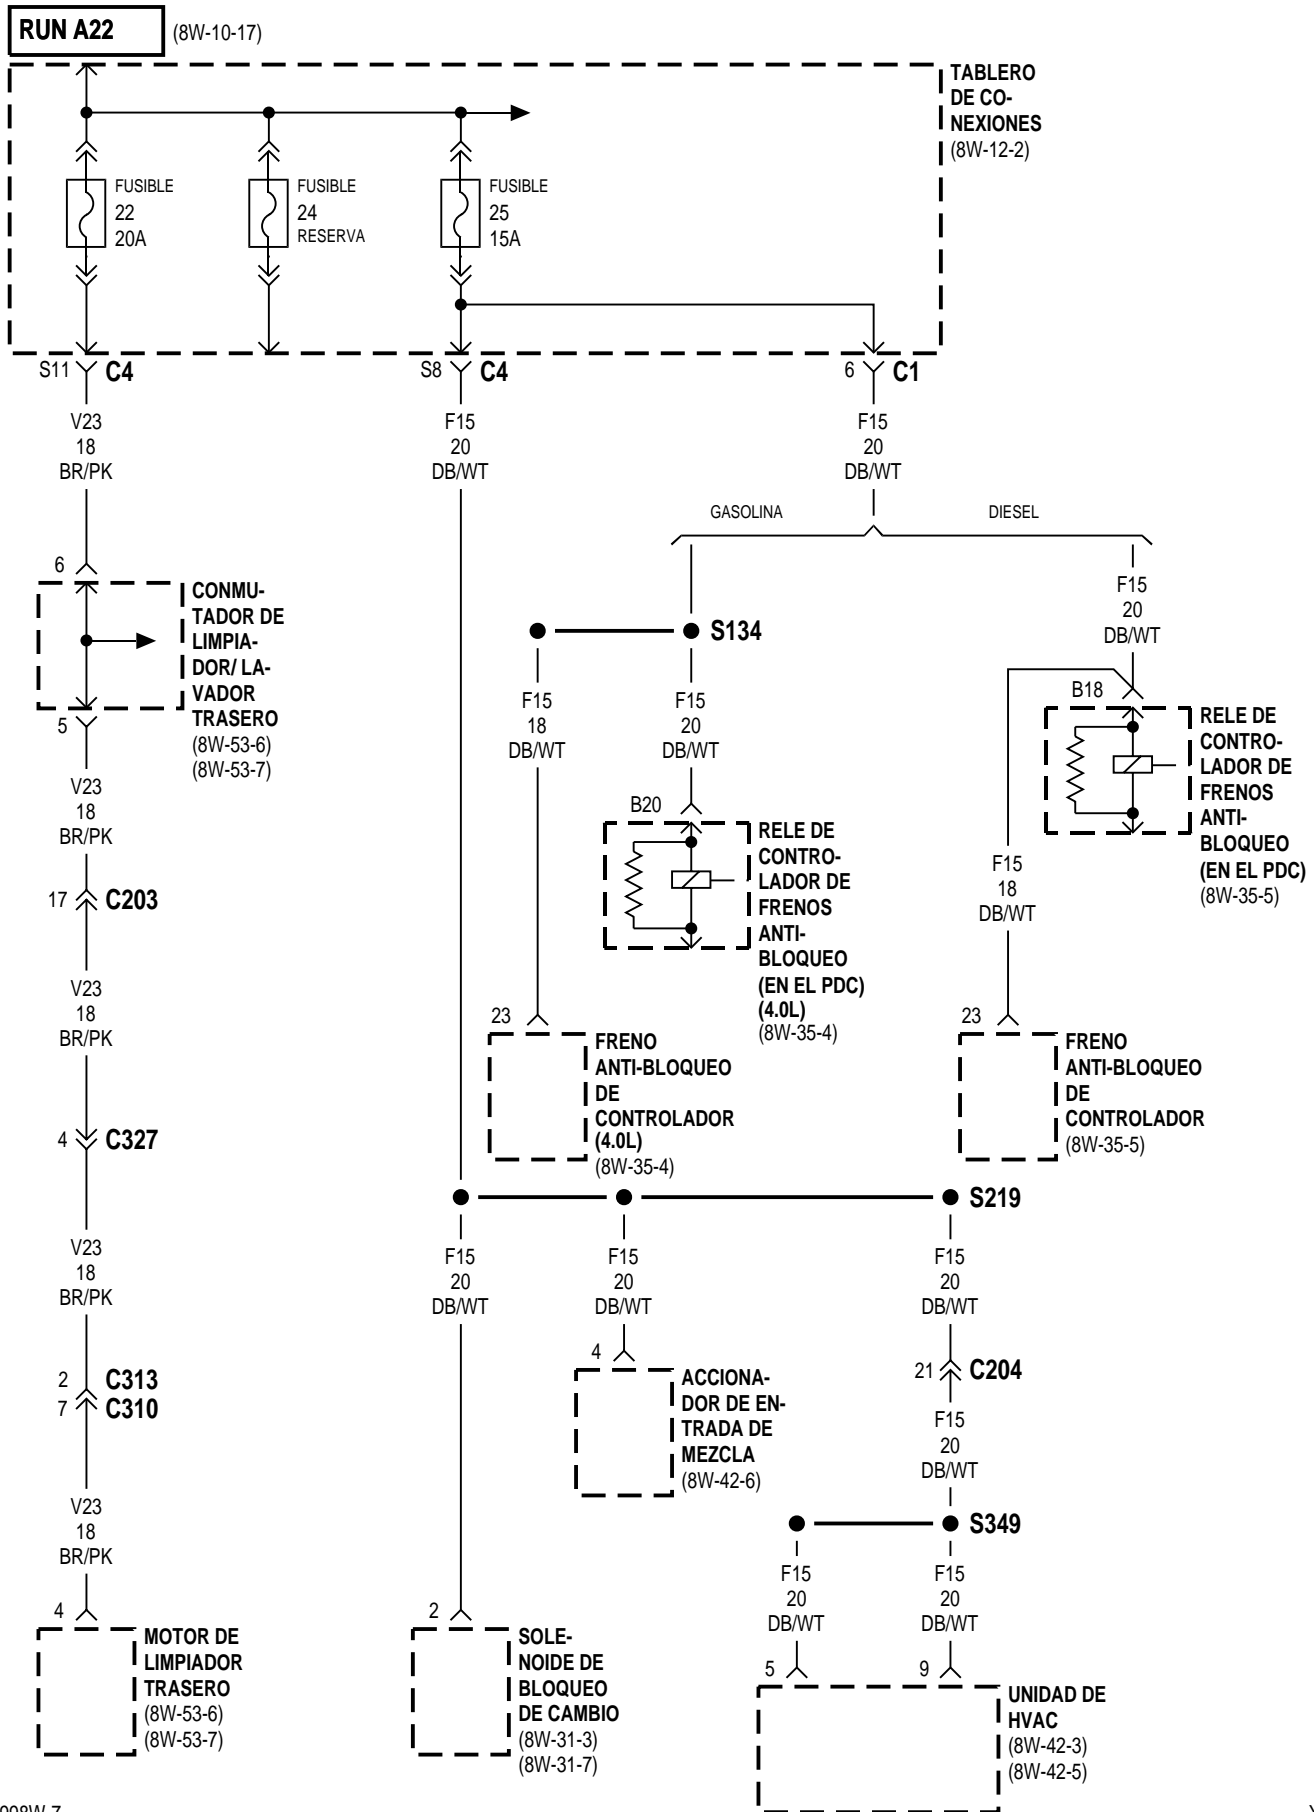 RUN A22
(8W-10-17)
TABLERO
DE CO-
NEXIONES
(8W-12-2)
FUSIBLE
22
20A
FUSIBLE
24
RESERVA
FUSIBLE
25
15A
S11
C4
S8
C4
6
C1
V23
18
BR/PK
F15
20
DB/WT
F15
20
DB/WT
GASOLINA
DIESEL
6
CONMU-
TADOR DE
LIMPIA-
DOR/ LA-
VADOR
TRASERO
(8W-53-6)
(8W-53-7)
5
S134
F15
20
DB/WT
F15
18
DB/WT
F15
20
DB/WT
B18
RELE DE
CONTRO-
LADOR DE
FRENOS
ANTI-
BLOQUEO
(EN EL PDC)
(8W-35-5)
V23
18
BR/PK
B20
RELE DE
CONTRO-
LADOR DE
FRENOS
ANTI-
BLOQUEO
(EN EL PDC)
(4.0L)
(8W-35-4)
F15
18
DB/WT
17
C203
V23
18
BR/PK
23
FRENO
ANTI-BLOQUEO
DE
CONTROLADOR
(4.0L)
(8W-35-4)
23
FRENO
ANTI-BLOQUEO
DE
CONTROLADOR
(8W-35-5)
4
C327
S219
V23
18
BR/PK
F15
20
DB/WT
F15
20
DB/WT
F15
20
DB/WT
4
ACCIONA-
DOR DE EN-
TRADA DE
MEZCLA
(8W-42-6)
21
C204
2
C313
7
C310
F15
20
DB/WT
S349
V23
18
BR/PK
F15
20
DB/WT
F15
20
DB/WT
4
MOTOR DE
LIMPIADOR
TRASERO
(8W-53-6)
(8W-53-7)
2
SOLE-
NOIDE DE
BLOQUEO
DE CAMBIO
(8W-31-3)
(8W-31-7)
5
9
UNIDAD DE
HVAC
(8W-42-3)
(8W-42-5)